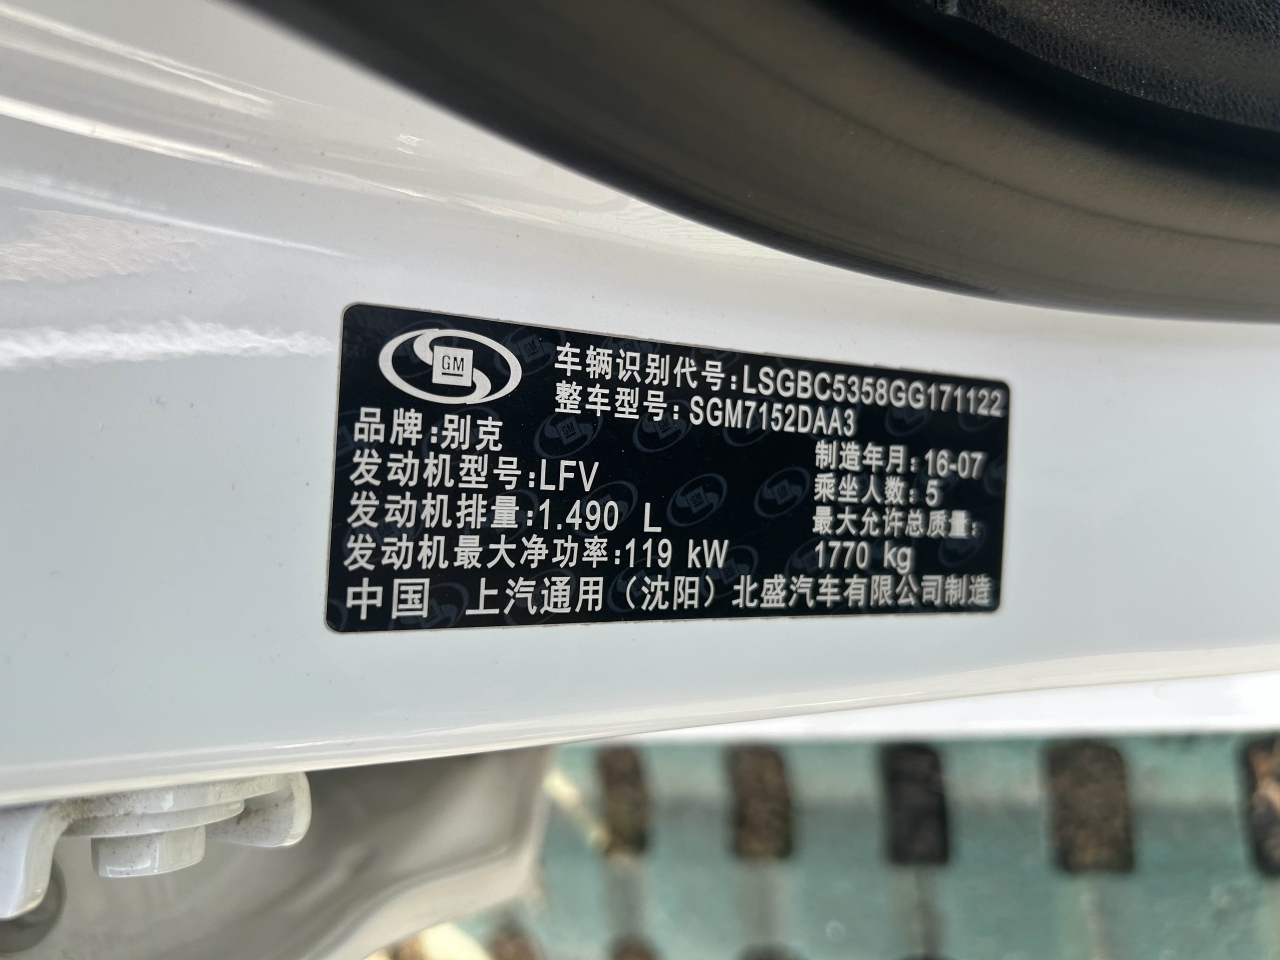 GM
车辆识别代号:LSGBC5358GG171122
整车型号:SGM7152DAA3
品牌:别克
制造年月:16-07
发动机型号:LFV
乘坐人数:5
发动机排量:1.490 L
最大允许总质量:
发动机最大净功率:119 kW
1770 kg
中国 上汽通用（沈阳）北盛汽车有限公司制造